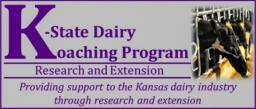 K-State Dairy
Koaching Program
Research and Extension
Providing support to the Kansas dairy industry
through research and extension